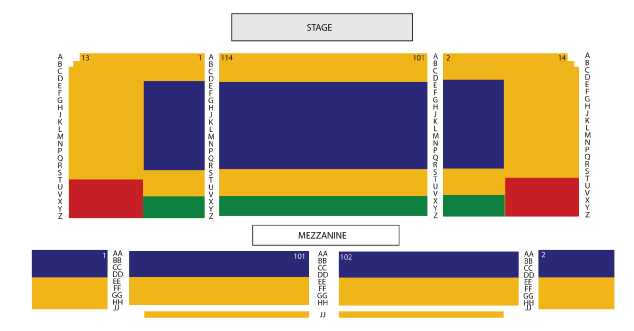 STAGE
13 1 114 101 2 14
A A A A
B B B B
C C C C
D D D D
E E E E
F F F F
G G G G
H H H H
J J J J
K K K K
L L L L
M M M M
N N N N
P P P P
Q Q Q Q
R R R R
S S S S
T T T T
U U U U
V V V V
X X X X
Y Y Y Y
Z Z Z Z
MEZZANINE
1 101 102 2
AA AA AA
BB BB BB
CC CC CC
DD DD DD
EE EE EE
FF FF FF
GG GG GG
HH HH HH
JJ JJ JJ